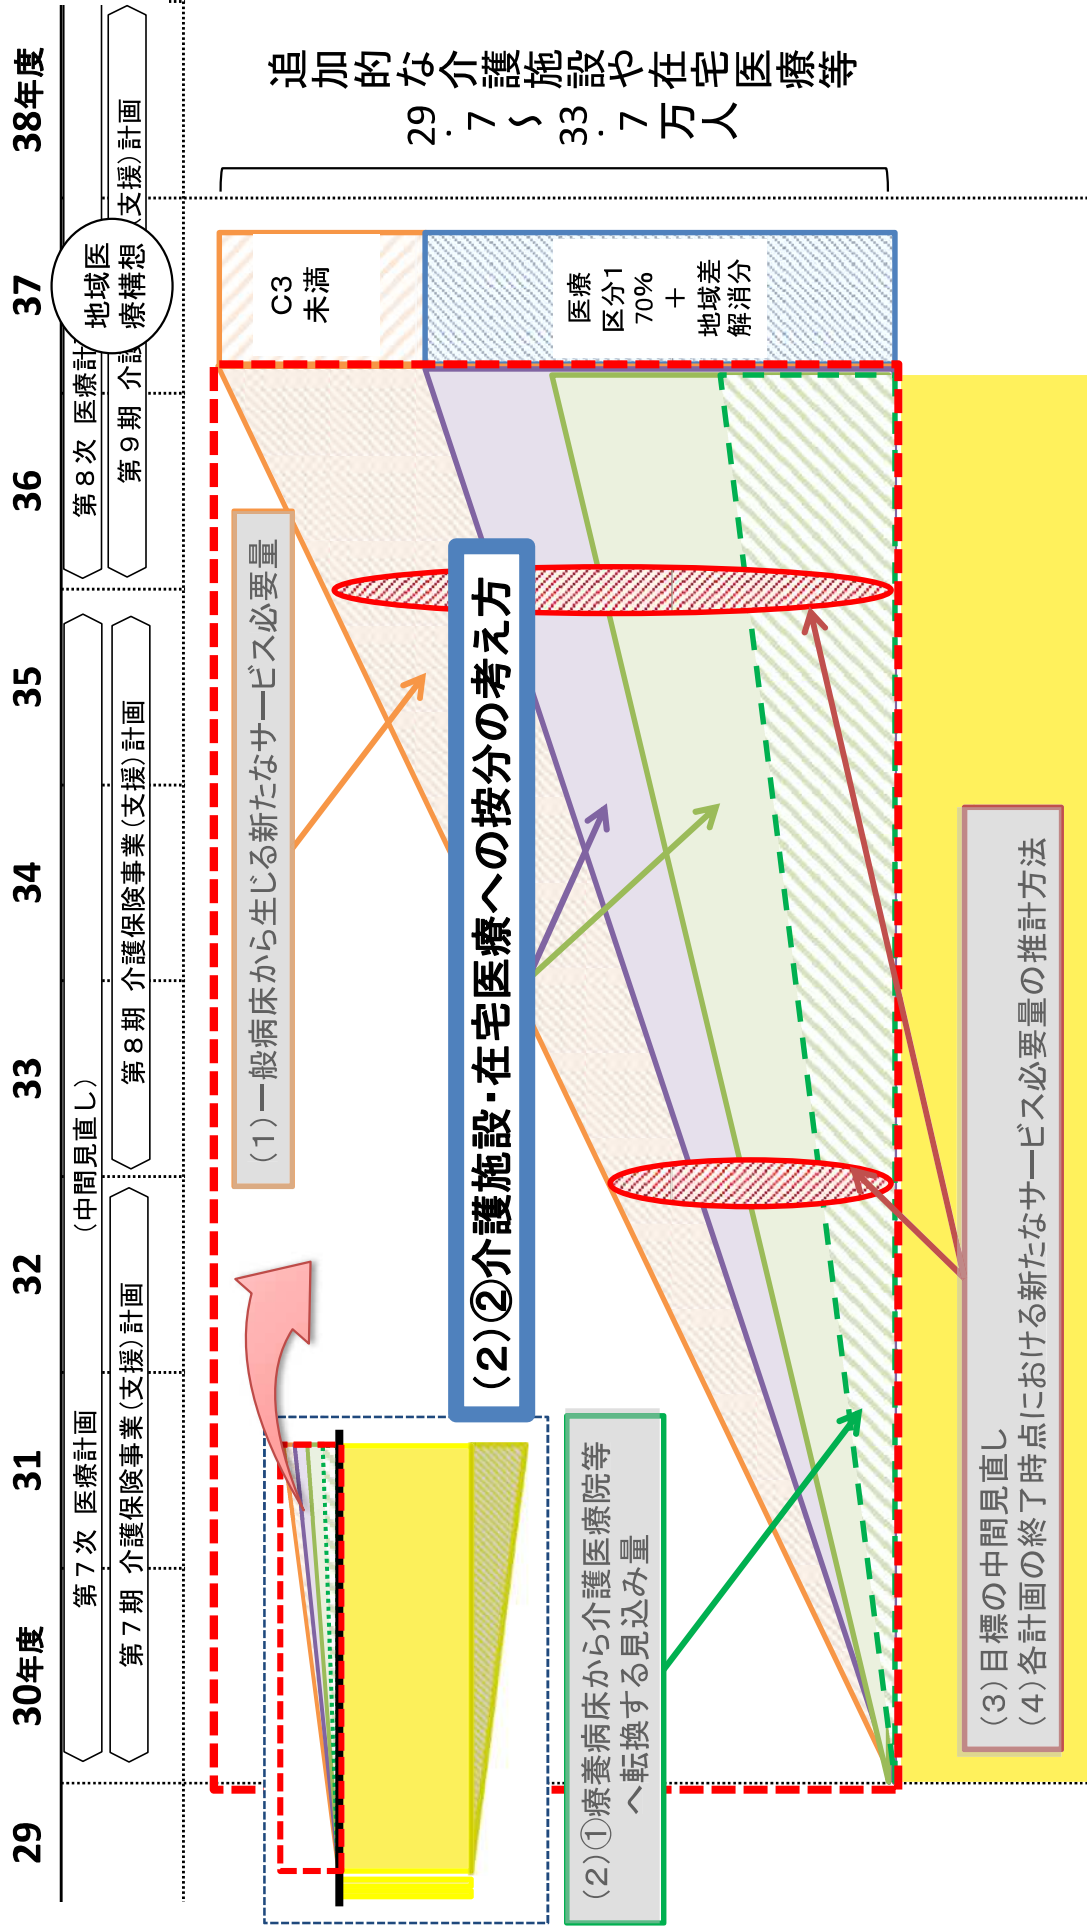 29
30年度
31
32
33
34
35
36
37
38年度
第７次 医療計画
(中間見直し)
第８次 医療計
第７期 介護保険事業(支援)計画
第８期 介護保険事業(支援)計画
第９期 介護
(支援)計画
地域医
療構想
追加的な介護施設や在宅医療等
29.7～33.7万人
C3
未満
医療
区分1
70%
＋
地域差
解消分
(１)一般病床から生じる新たなサービス必要量
(２)②介護施設・在宅医療への按分の考え方
(２)①療養病床から介護医療院等
へ転換する見込み量
(３)目標の中間見直し
(４)各計画の終了時点における新たなサービス必要量の推計方法